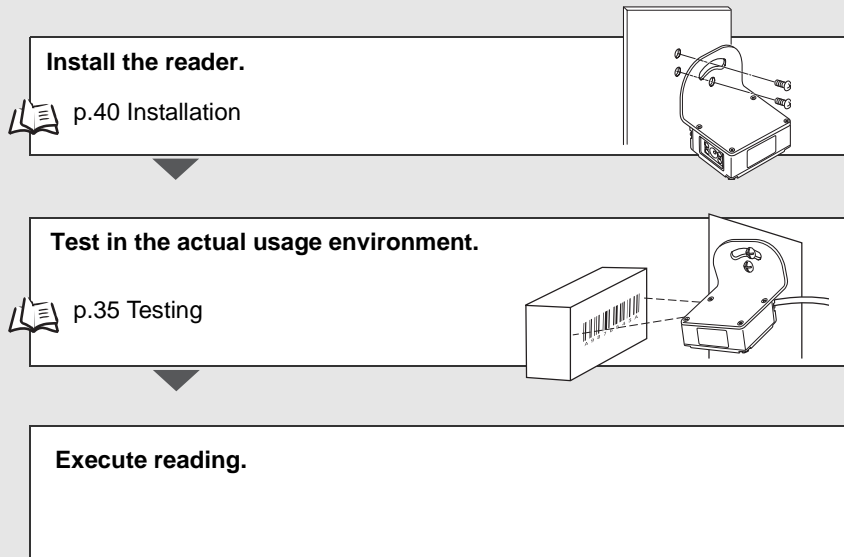 Install the reader.
p.40 Installation
Test in the actual usage environment.
p.35 Testing
Execute reading.